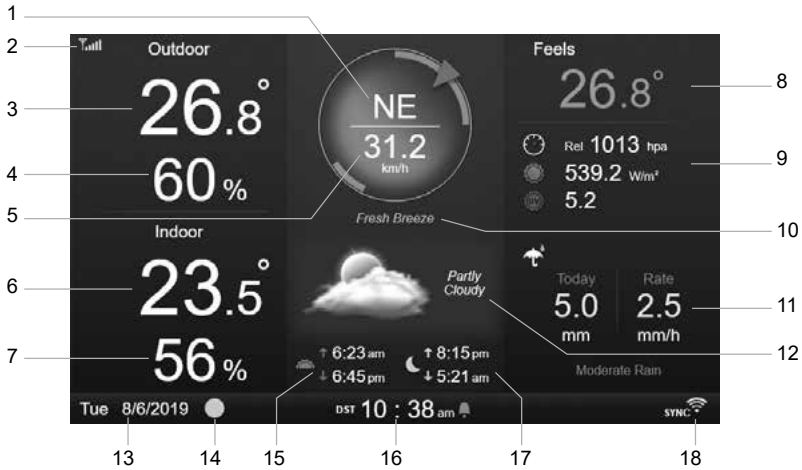 1
2
3
4
5
6
7
8
9
10
11
12
13
14
15
16
17
18
Outdoor
26.8°
60 %
Indoor
23.5°
56 %
NE
31.2
km/h
Fresh Breeze
Partly
Cloudy
↑ 6:23 am
↓ 6:45 pm
↑ 8:15 pm
↓ 5:21 am
Feels
26.8°
Rel 1013 hpa
539.2 W/m²
5.2
Today
5.0
mm
Rate
2.5
mm/h
Moderate Rain
Tue 8/6/2019
DST 10 : 38 am
SYNC